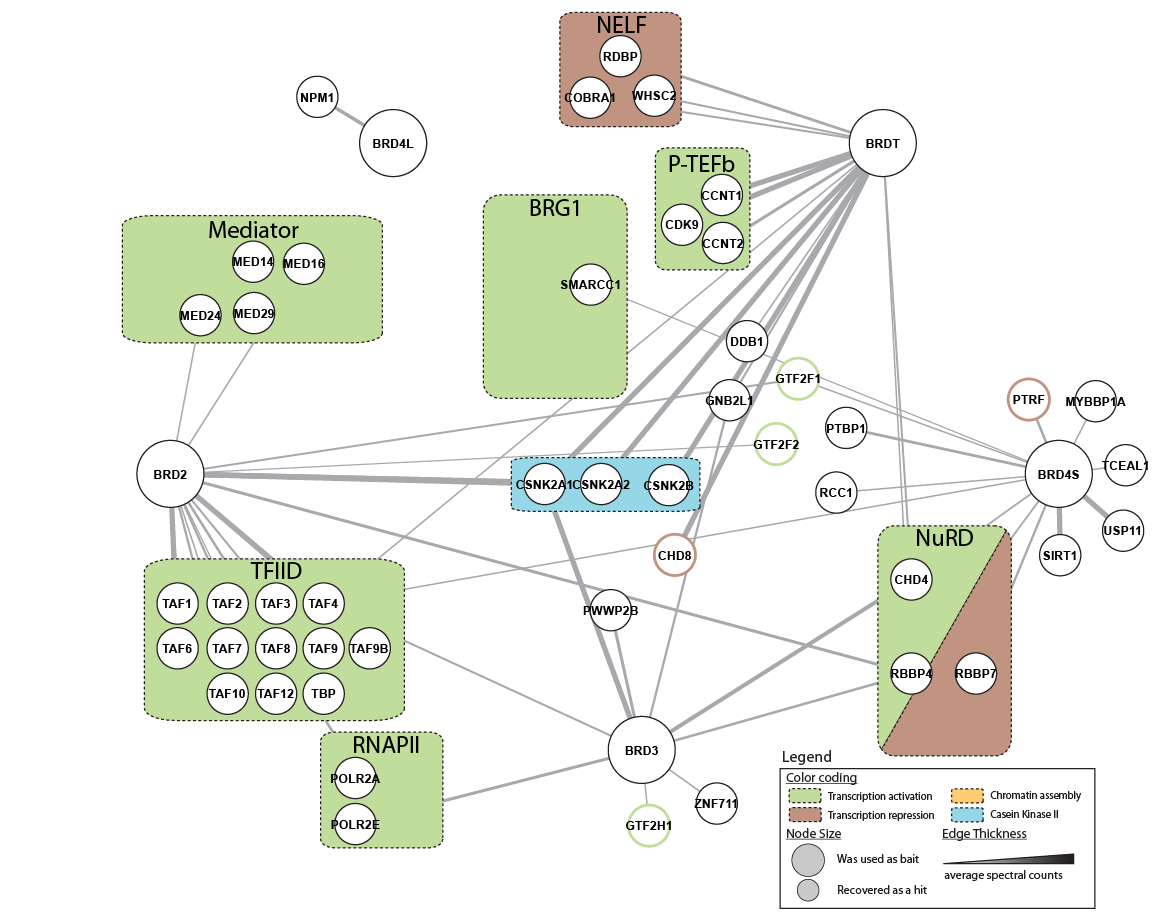 NELF
RDBP
COBRA1
WHSC2
NPM1
BRD4L
BRDT
P-TEFb
CCNT1
CDK9
CCNT2
BRG1
SMARCC1
Mediator
MED14
MED16
MED24
MED29
DDB1
GTF2F1
GNB2L1
PTRF
MYBBP1A
PTBP1
GTF2F2
BRD2
CSNK2A1
CSNK2A2
CSNK2B
RCC1
BRD4S
TCEAL1
USP11
SIRT1
CHD8
NuRD
CHD4
RBBP4
RBBP7
TFIID
TAF1
TAF2
TAF3
TAF4
TAF6
TAF7
TAF8
TAF9
TAF9B
TAF10
TAF12
TBP
PWWP2B
RNAPII
POLR2A
POLR2E
BRD3
ZNF711
GTF2H1
Legend
Color coding
Transcription activation
Chromatin assembly
Transcription repression
Casein Kinase II
Node Size
Edge Thickness
Was used as bait
average spectral counts
Recovered as a hit